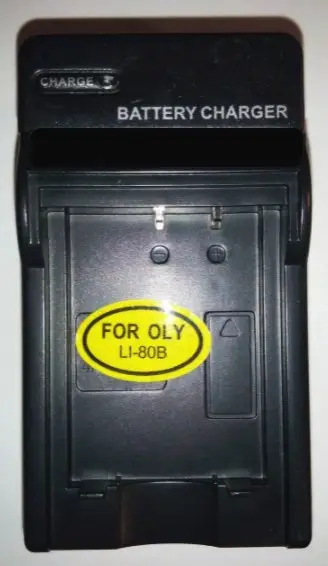 CHARGE
BATTERY CHARGER
FOR OLY
LI-80B